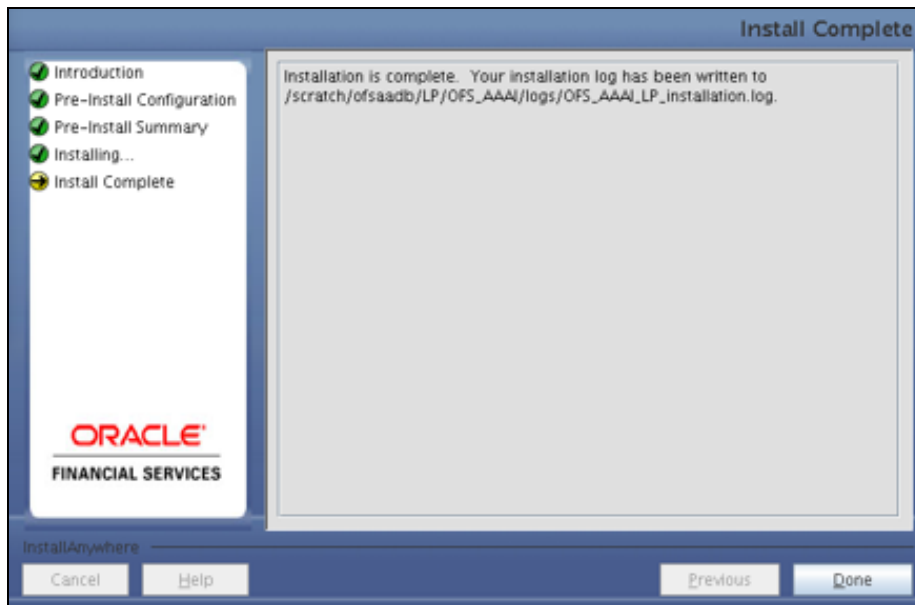 Install Complete
Introduction
Pre-Install Configuration
Pre-Install Summary
Installing...
Install Complete
Installation is complete. Your installation log has been written to
/scratch/ofsaadb/LP/OFS_AAAI/logs/OFS_AAAI_LP_installation.log.
ORACLE'
FINANCIAL SERVICES
InstallAnywhere
Cancel Help Previous Done